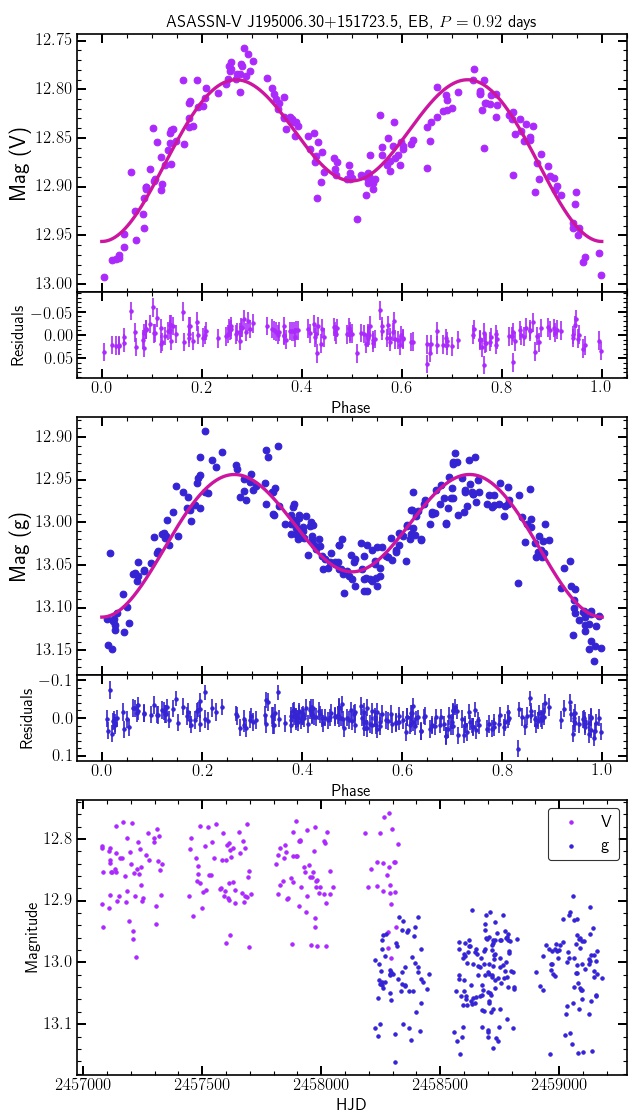 ASASSN-V J195006.30+151723.5, EB, P = 0.92 days
12.75
12.80
12.85
12.90
12.95
13.00
Mag (V)
−0.05
0.00
0.05
Residuals
0.0 0.2 0.4 0.6 0.8 1.0
Phase
12.90
12.95
13.00
13.05
13.10
13.15
Mag (g)
−0.1
0.0
0.1
Residuals
0.0 0.2 0.4 0.6 0.8 1.0
Phase
12.8
12.9
13.0
13.1
Magnitude
V
g
2457000 2457500 2458000 2458500 2459000
HJD